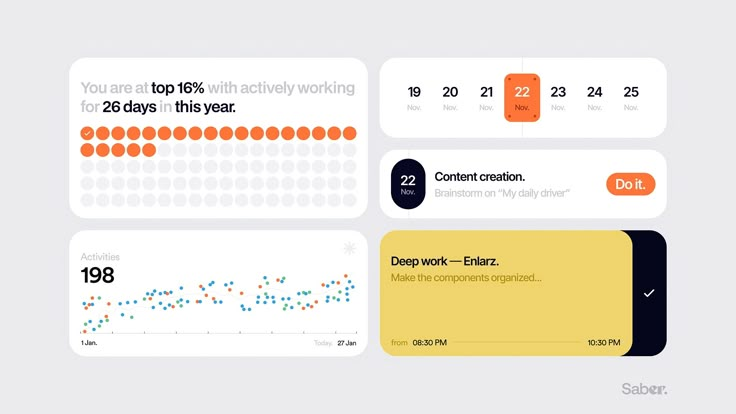 You are at top 16% with actively working
for 26 days in this year.
19 20 21 22 23 24 25
Nov. Nov. Nov. Nov. Nov. Nov. Nov.
22
Nov.
Content creation.
Brainstorm on “My daily driver”
Do it.
Activities
198
1 Jan.
Today. 27 Jan
Deep work — Enlarz.
Make the components organized...
from 08:30 PM 10:30 PM
Saber.